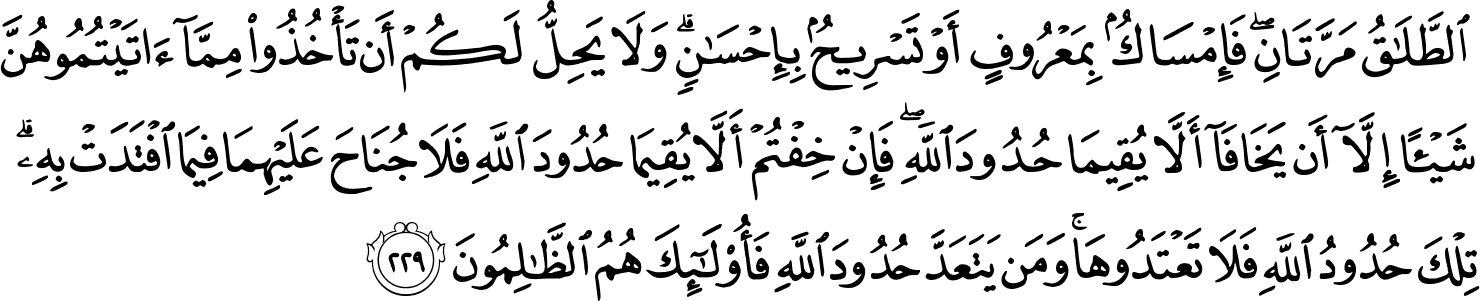 ٱلطَّلَٰقُ مَرَّتَانِۖ فَإِمۡسَاكُۢ بِمَعۡرُوفٍ أَوۡ تَسۡرِيحُۢ بِإِحۡسَٰنٖۗ وَلَا يَحِلُّ لَكُمۡ أَن تَأۡخُذُواْ مِمَّآ ءَاتَيۡتُمُوهُنَّ
شَيۡـًٔا إِلَّآ أَن يَخَافَآ أَلَّا يُقِيمَا حُدُودَ ٱللَّهِۖ فَإِنۡ خِفۡتُمۡ أَلَّا يُقِيمَا حُدُودَ ٱللَّهِ فَلَا جُنَاحَ عَلَيۡهِمَا فِيمَا ٱفۡتَدَتۡ بِهِۦۗ
تِلۡكَ حُدُودُ ٱللَّهِ فَلَا تَعۡتَدُوهَاۚ وَمَن يَتَعَدَّ حُدُودَ ٱللَّهِ فَأُوْلَٰٓئِكَ هُمُ ٱلظَّٰلِمُونَ ٢٢٩